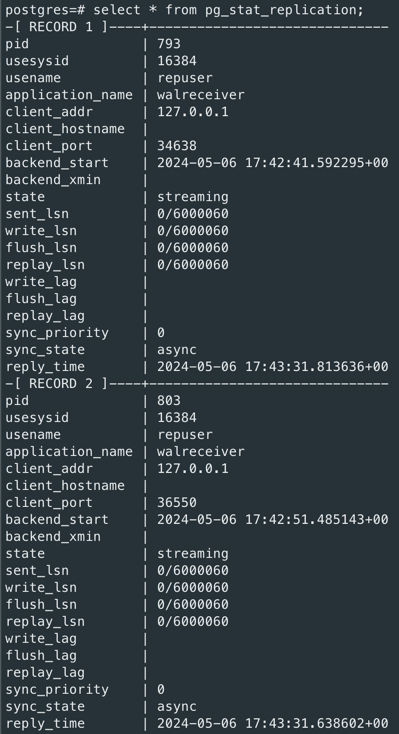 postgres=# select * from pg_stat_replication;
-[ RECORD 1 ]----+------------------------------
pid              | 793
usesysid         | 16384
usename          | repuser
application_name | walreceiver
client_addr      | 127.0.0.1
client_hostname  |
client_port      | 34638
backend_start    | 2024-05-06 17:42:41.592295+00
backend_xmin     |
state            | streaming
sent_lsn         | 0/6000060
write_lsn        | 0/6000060
flush_lsn        | 0/6000060
replay_lsn       | 0/6000060
write_lag        |
flush_lag        |
replay_lag       |
sync_priority    | 0
sync_state       | async
reply_time       | 2024-05-06 17:43:31.813636+00
-[ RECORD 2 ]----+------------------------------
pid              | 803
usesysid         | 16384
usename          | repuser
application_name | walreceiver
client_addr      | 127.0.0.1
client_hostname  |
client_port      | 36550
backend_start    | 2024-05-06 17:42:51.485143+00
backend_xmin     |
state            | streaming
sent_lsn         | 0/6000060
write_lsn        | 0/6000060
flush_lsn        | 0/6000060
replay_lsn       | 0/6000060
write_lag        |
flush_lag        |
replay_lag       |
sync_priority    | 0
sync_state       | async
reply_time       | 2024-05-06 17:43:31.638602+00